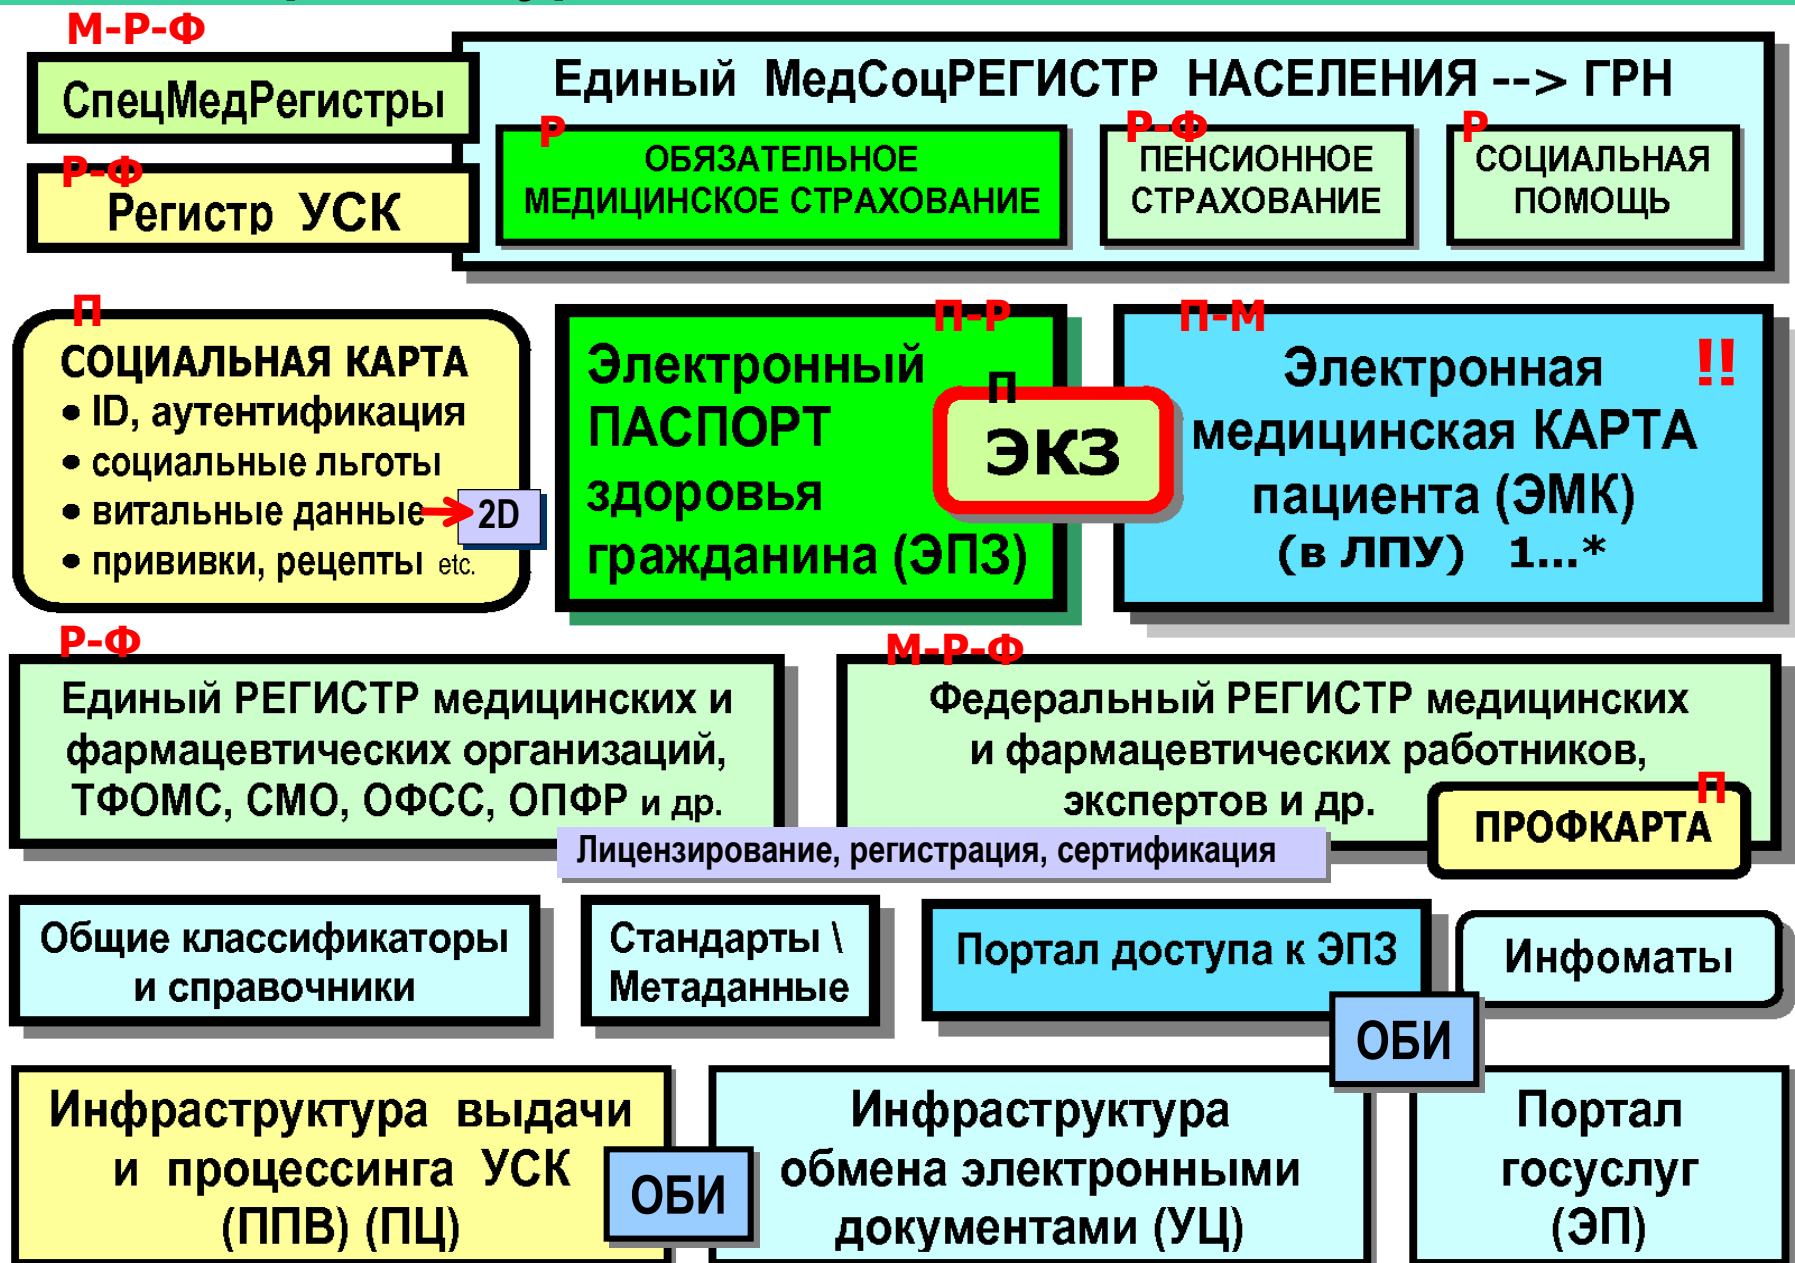 М-Р-Ф
СпецМедРегистры
Р-Ф
Регистр УСК
Единый МедСоцРЕГИСТР НАСЕЛЕНИЯ --> ГРН
Р
ОБЯЗАТЕЛЬНОЕ
МЕДИЦИНСКОЕ СТРАХОВАНИЕ
Р-Ф
ПЕНСИОННОЕ
СТРАХОВАНИЕ
Р
СОЦИАЛЬНАЯ
ПОМОЩЬ
П
СОЦИАЛЬНАЯ КАРТА
• ID, аутентификация
• социальные льготы
• витальные данные
2D
• прививки, рецепты etc.
П-Р
Электронный
ПАСПОРТ
здоровья
гражданина (ЭПЗ)
П
ЭКЗ
П-М
!!
Электронная
медицинская КАРТА
пациента (ЭМК)
(в ЛПУ) 1...*
Р-Ф
Единый РЕГИСТР медицинских и
фармацевтических организаций,
ТФОМС, СМО, ОФСС, ОПФР и др.
М-Р-Ф
Федеральный РЕГИСТР медицинских
и фармацевтических работников,
экспертов и др.
П
ПРОФКАРТА
Лицензирование, регистрация, сертификация
Общие классификаторы
и справочники
Стандарты \
Метаданные
Портал доступа к ЭПЗ
Инфоматы
ОБИ
Инфраструктура выдачи
и процессинга УСК
(ППВ) (ПЦ)
ОБИ
Инфраструктура
обмена электронными
документами (УЦ)
Портал
госуслуг
(ЭП)